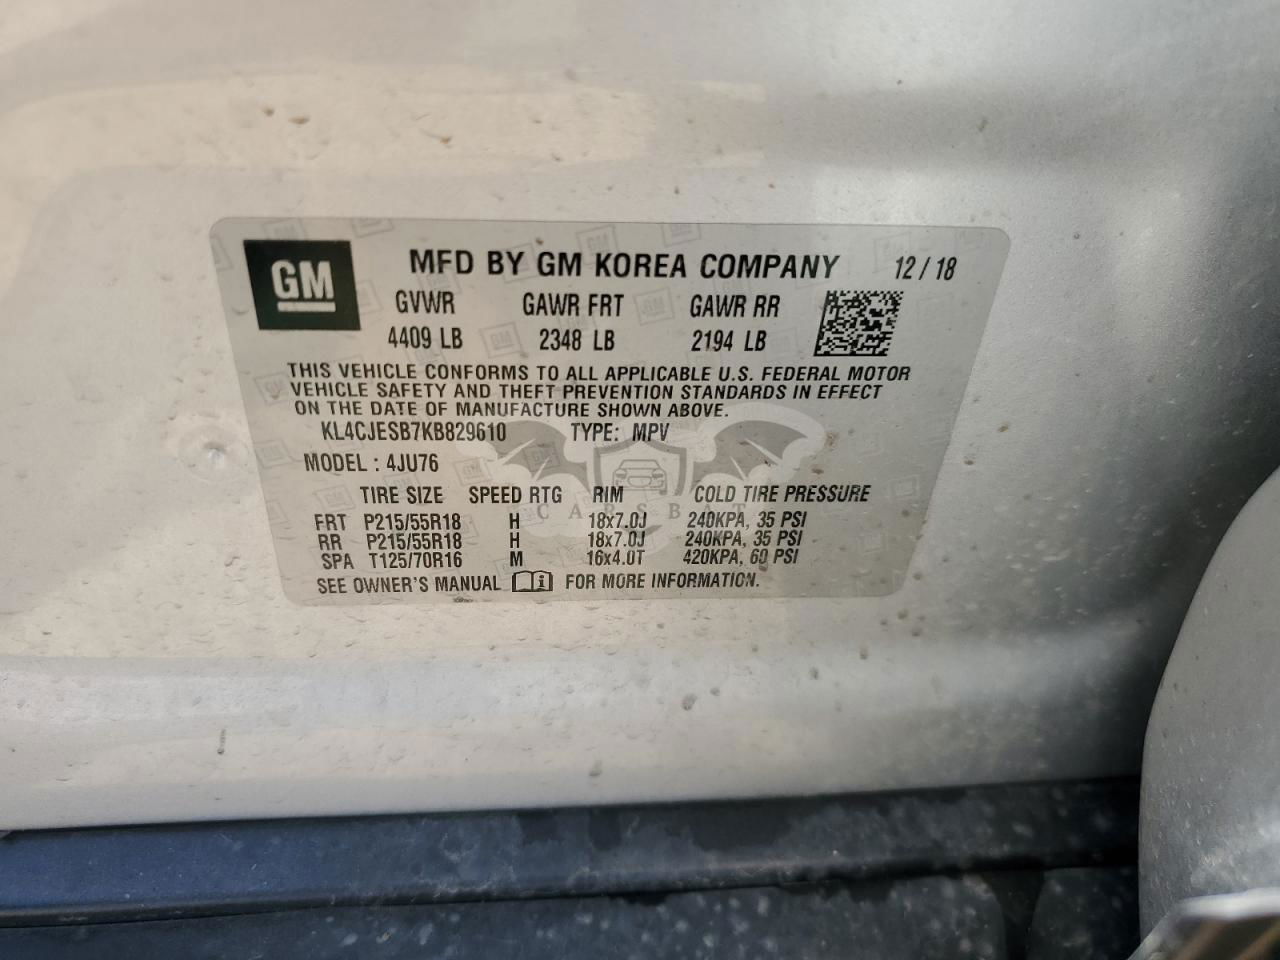 GM
MFD BY GM KOREA COMPANY 12/18
GVWR GAWR FRT GAWR RR
4409 LB 2348 LB 2194 LB
THIS VEHICLE CONFORMS TO ALL APPLICABLE U.S. FEDERAL MOTOR
VEHICLE SAFETY AND THEFT PREVENTION STANDARDS IN EFFECT
ON THE DATE OF MANUFACTURE SHOWN ABOVE.
KL4CJESB7KB829610 TYPE: MPV
MODEL : 4JU76
TIRE SIZE SPEED RTG RIM COLD TIRE PRESSURE
CARSBAT
FRT P215/55R18 H 18x7.0J 240KPA, 35 PSI
RR P215/55R18 H 18x7.0J 240KPA, 35 PSI
SPA T125/70R16 M 16x4.0T 420KPA, 60 PSI
SEE OWNER'S MANUAL FOR MORE INFORMATION.